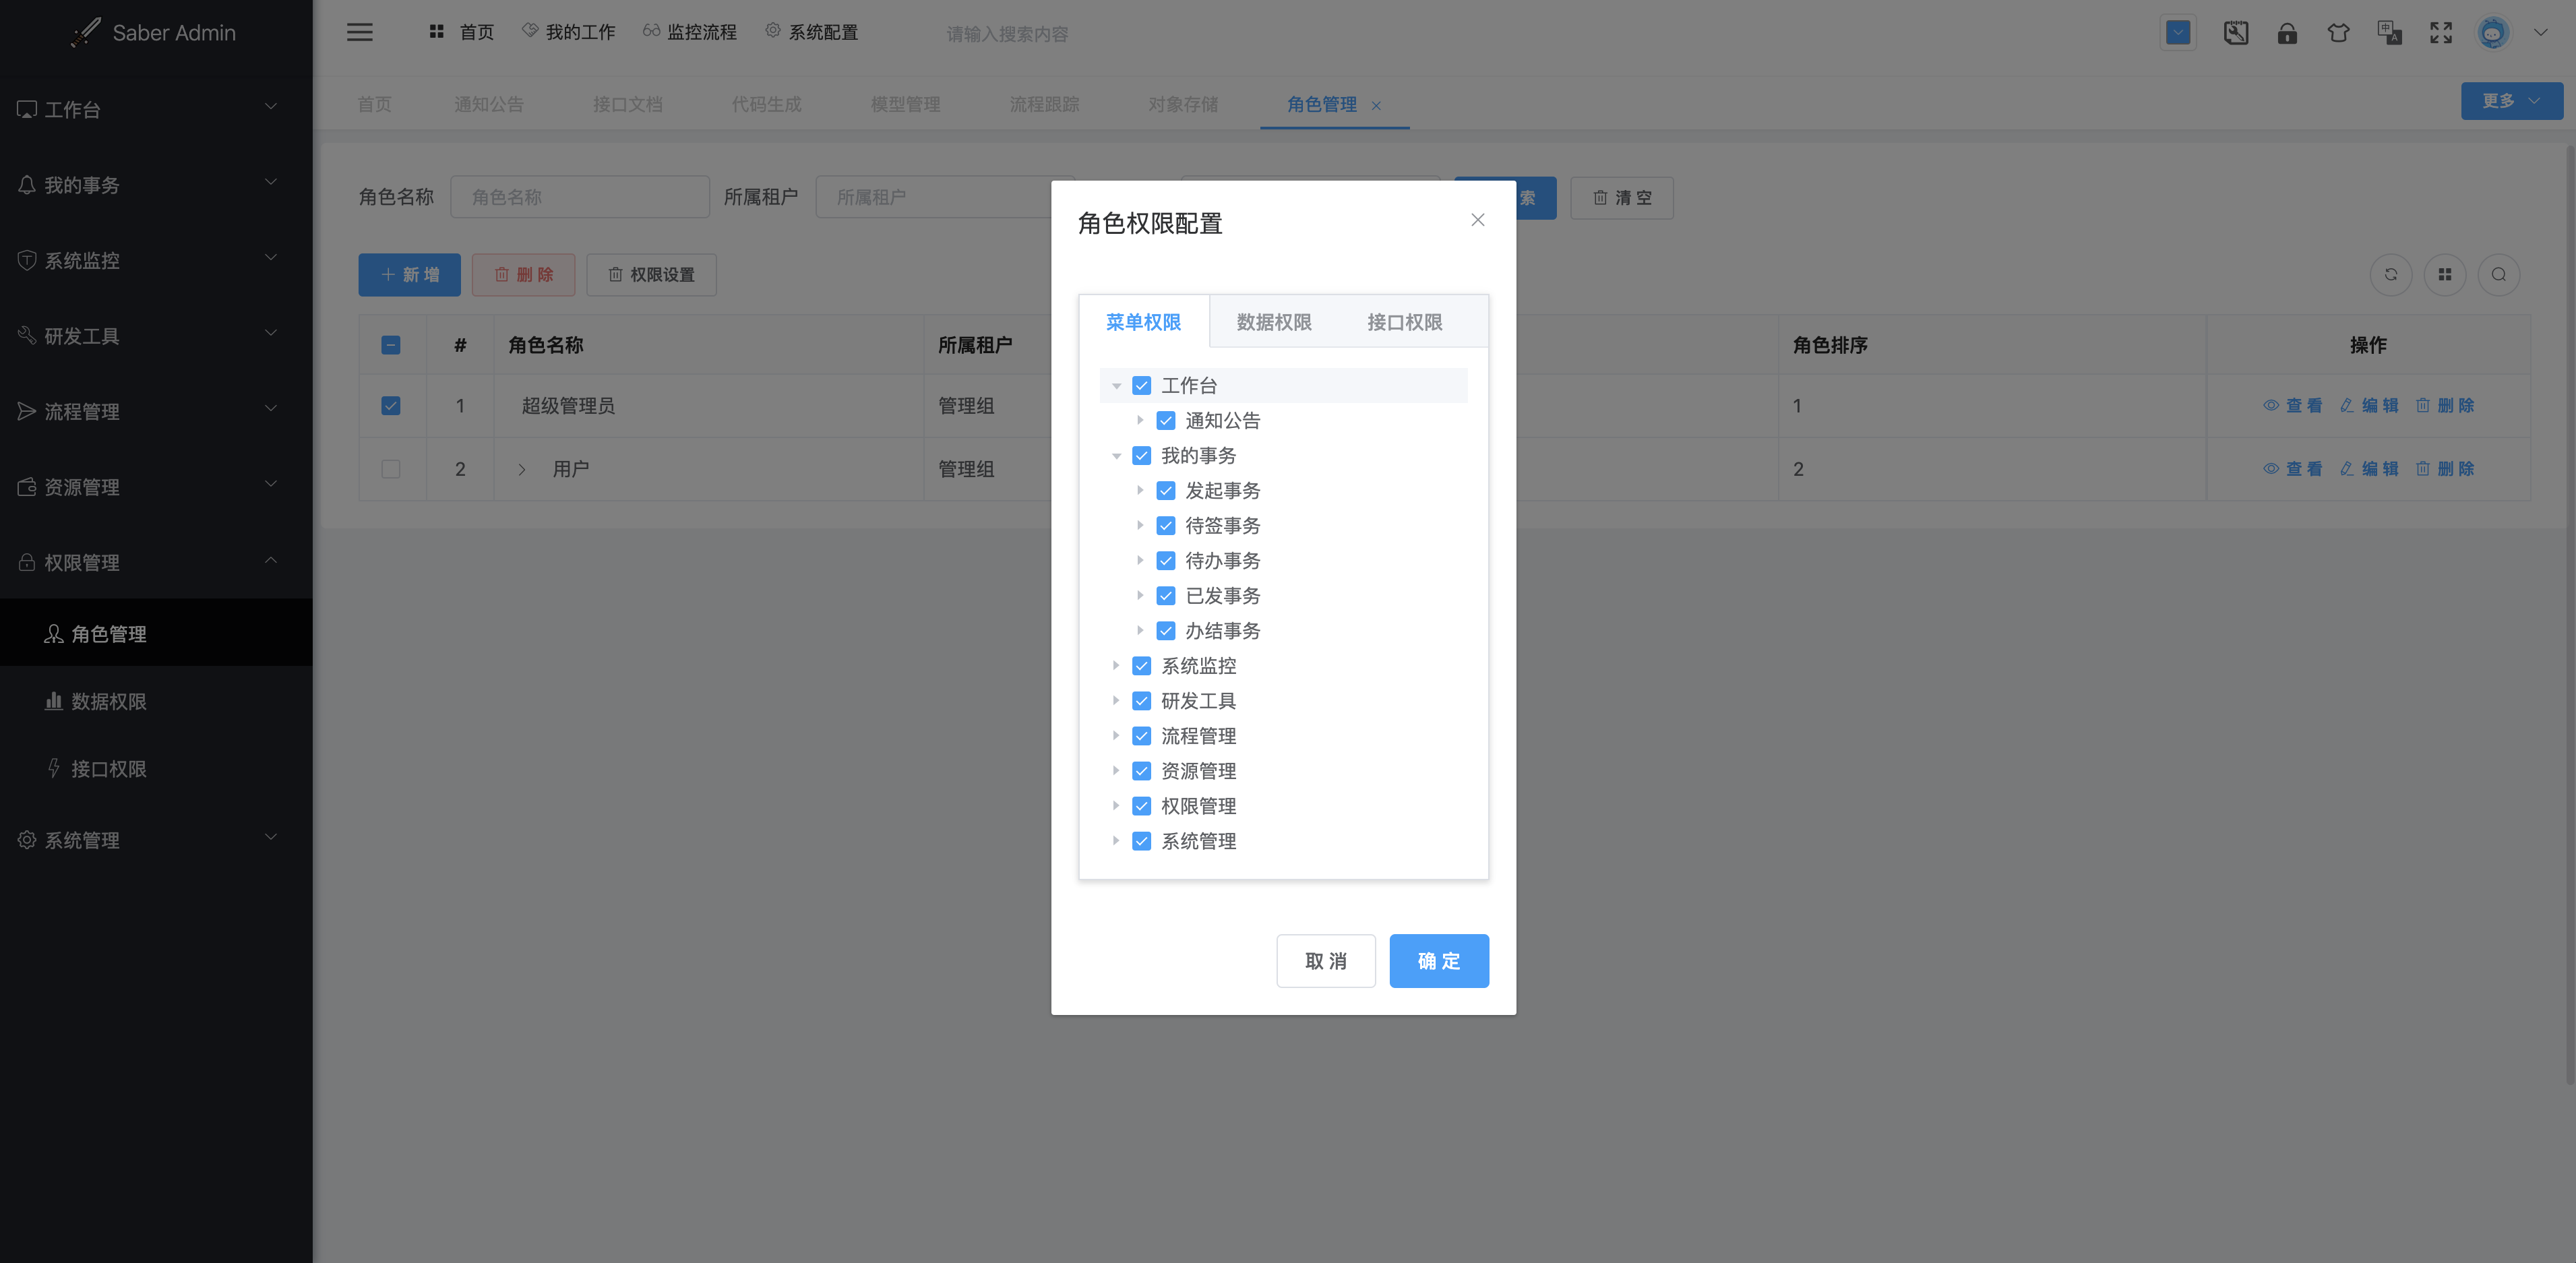 Saber Admin
首页
我的工作
监控流程
系统配置
请输入搜索内容
中
A
首页
通知公告
接口文档
代码生成
模型管理
流程跟踪
对象存储
角色管理
更多
工作台
我的事务
系统监控
研发工具
流程管理
资源管理
权限管理
角色管理
数据权限
接口权限
系统管理
角色名称
角色名称
所属租户
所属租户
索
清 空
新 增
删 除
权限设置
#
角色名称
所属租户
角色排序
操作
1
超级管理员
管理组
1
查 看
编 辑
删 除
2
用户
管理组
2
查 看
编 辑
删 除
角色权限配置
菜单权限
数据权限
接口权限
工作台
通知公告
我的事务
发起事务
待签事务
待办事务
已发事务
办结事务
系统监控
研发工具
流程管理
资源管理
权限管理
系统管理
取 消
确 定